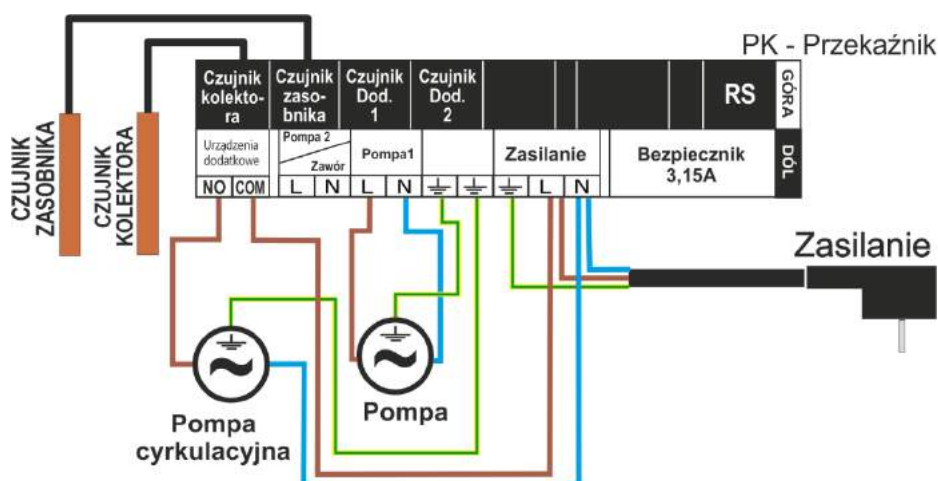 PK - Przekaźnik
Czujnik
kolekto-
ra
Czujnik
zaso-
bnika
Czujnik
Dod.
1
Czujnik
Dod.
2
RS
GÓRA
Urządzenia
dodatkowe
Pompa 2
Zawór
Pompa1
Zasilanie
Bezpiecznik
3,15A
DÓŁ
NO COM L N L N L N
CZUJNIK
ZASOBNIKA
CZUJNIK
KOLEKTORA
Zasilanie
Pompa
cyrkulacyjna
Pompa